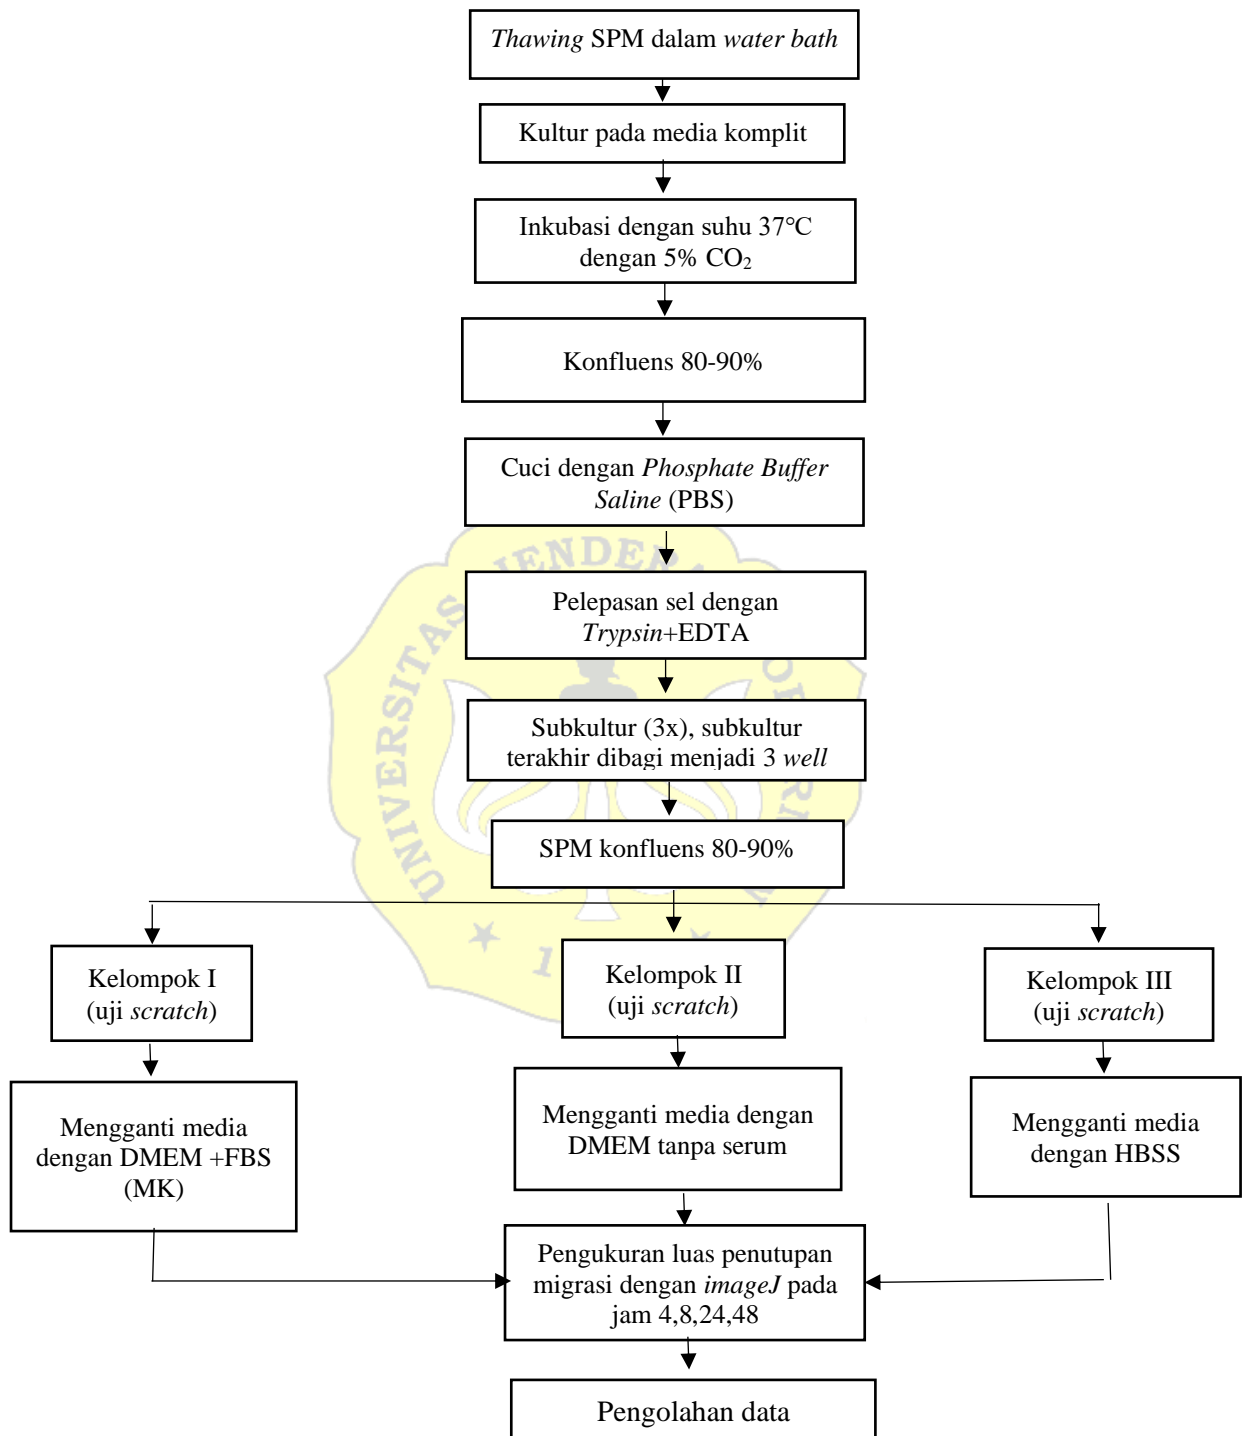 Thawing SPM dalam water bath
Kultur pada media komplit
Inkubasi dengan suhu 37°C
dengan 5% CO₂
Konfluens 80-90%
Cuci dengan Phosphate Buffer
Saline (PBS)
Pelepasan sel dengan
Trypsin+EDTA
Subkultur (3x), subkultur
terakhir dibagi menjadi 3 well
SPM konfluens 80-90%
Kelompok I
(uji scratch)
Kelompok II
(uji scratch)
Kelompok III
(uji scratch)
Mengganti media
dengan DMEM +FBS
(MK)
Mengganti media dengan
DMEM tanpa serum
Mengganti media
dengan HBSS
Pengukuran luas penutupan
migrasi dengan imageJ pada
jam 4,8,24,48
Pengolahan data
UNIVERSITAS